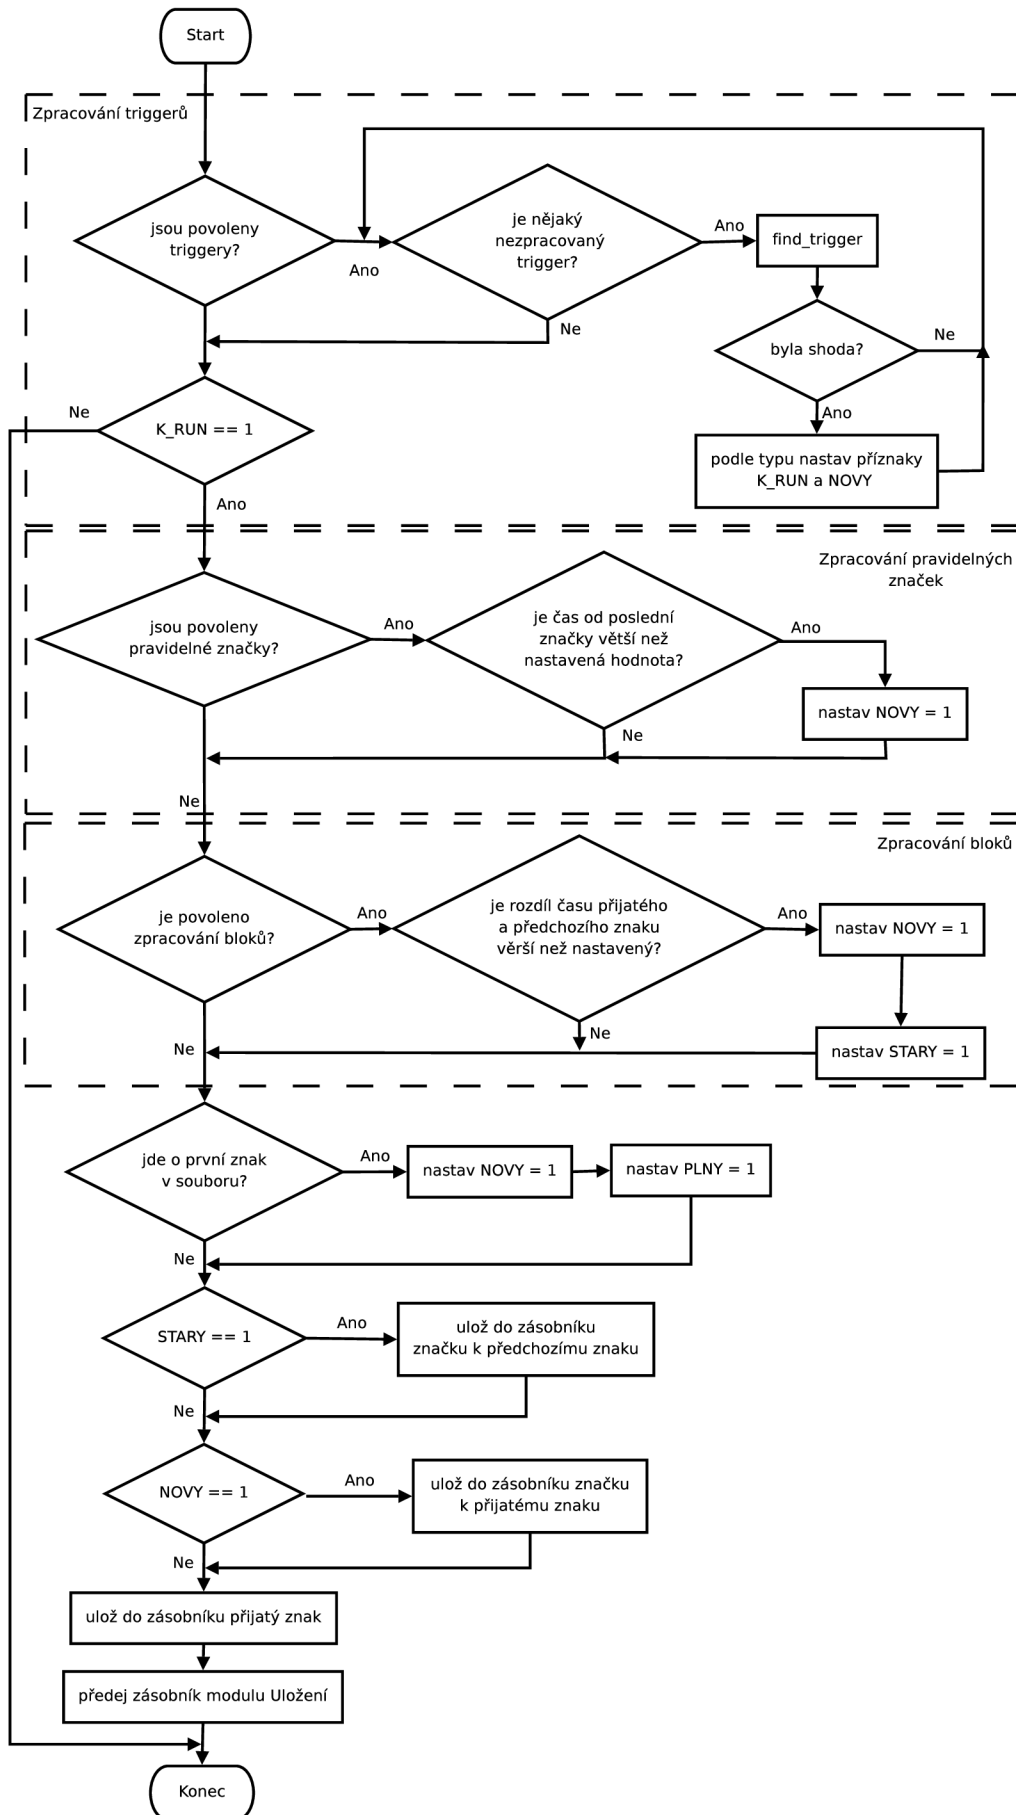 Start
Zpracování triggerů
jsou povoleny
triggery?
Ano
je nějaký
nezpracovaný
trigger?
Ano
find_trigger
Ne
byla shoda?
Ne
Ano
podle typu nastav příznaky
K_RUN a NOVY
Ne
K_RUN == 1
Ano
Zpracování pravidelných
značek
jsou povoleny
pravidelné značky?
Ano
je čas od poslední
značky větší než
nastavená hodnota?
Ano
nastav NOVY = 1
Ne
Ne
Zpracování bloků
je povoleno
zpracování bloků?
Ano
je rozdíl času přijatého
a předchozího znaku
věrší než nastavený?
Ano
nastav NOVY = 1
Ne
Ne
nastav STARY = 1
jde o první znak
v souboru?
Ano
nastav NOVY = 1
nastav PLNY = 1
Ne
STARY == 1
Ano
ulož do zásobníku
značku k předchozímu znaku
Ne
NOVY == 1
Ano
ulož do zásobníku značku
k přijatému znaku
Ne
ulož do zásobníku přijatý znak
předej zásobník modulu Uložení
Konec